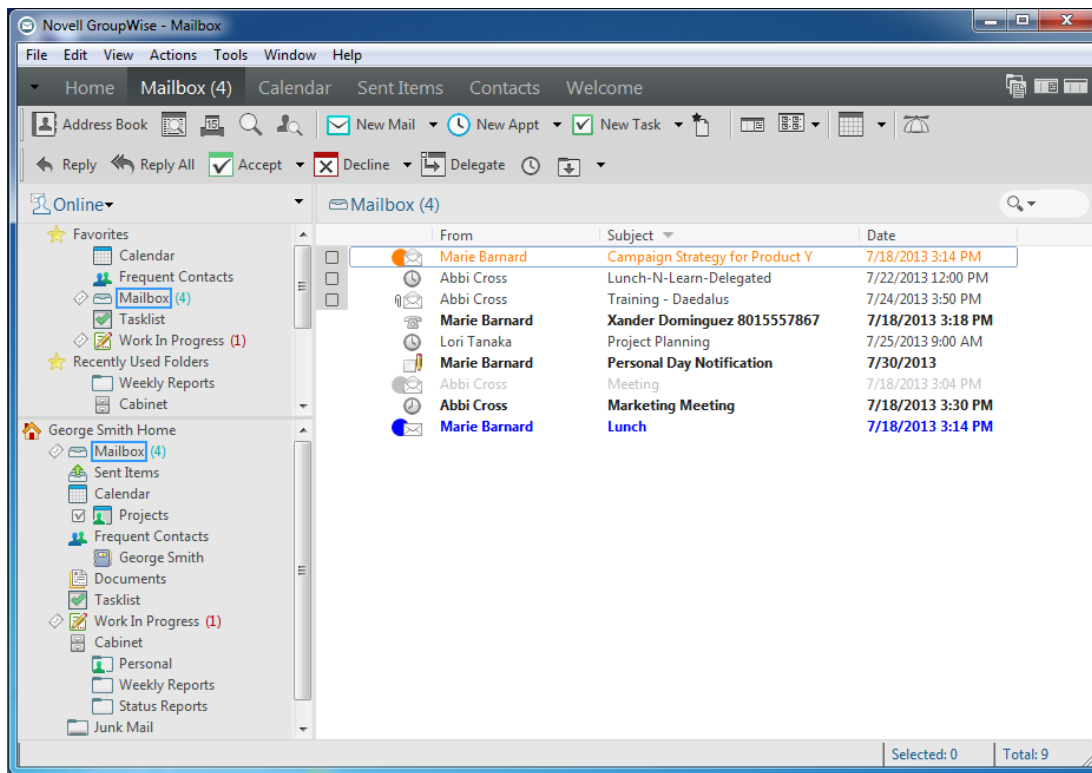 Novell GroupWise - Mailbox
File Edit View Actions Tools Window Help
Home Mailbox (4) Calendar Sent Items Contacts Welcome
Address Book 15 New Mail New Appt New Task
Reply Reply All Accept Decline Delegate
Online Mailbox (4)
Favorites
Calendar
Frequent Contacts
Mailbox (4)
Tasklist
Work In Progress (1)
Recently Used Folders
Weekly Reports
Cabinet
George Smith Home
Mailbox (4)
Sent Items
Calendar
Projects
Frequent Contacts
George Smith
Documents
Tasklist
Work In Progress (1)
Cabinet
Personal
Weekly Reports
Status Reports
Junk Mail
From Subject Date
Marie Barnard Campaign Strategy for Product Y 7/18/2013 3:14 PM
Abbi Cross Lunch-N-Learn-Delegated 7/22/2013 12:00 PM
Abbi Cross Training - Daedalus 7/24/2013 3:50 PM
Marie Barnard Xander Dominguez 8015557867 7/18/2013 3:18 PM
Lori Tanaka Project Planning 7/25/2013 9:00 AM
Marie Barnard Personal Day Notification 7/30/2013
Abbi Cross Meeting 7/18/2013 3:04 PM
Abbi Cross Marketing Meeting 7/18/2013 3:30 PM
Marie Barnard Lunch 7/18/2013 3:14 PM
Selected: 0 Total: 9